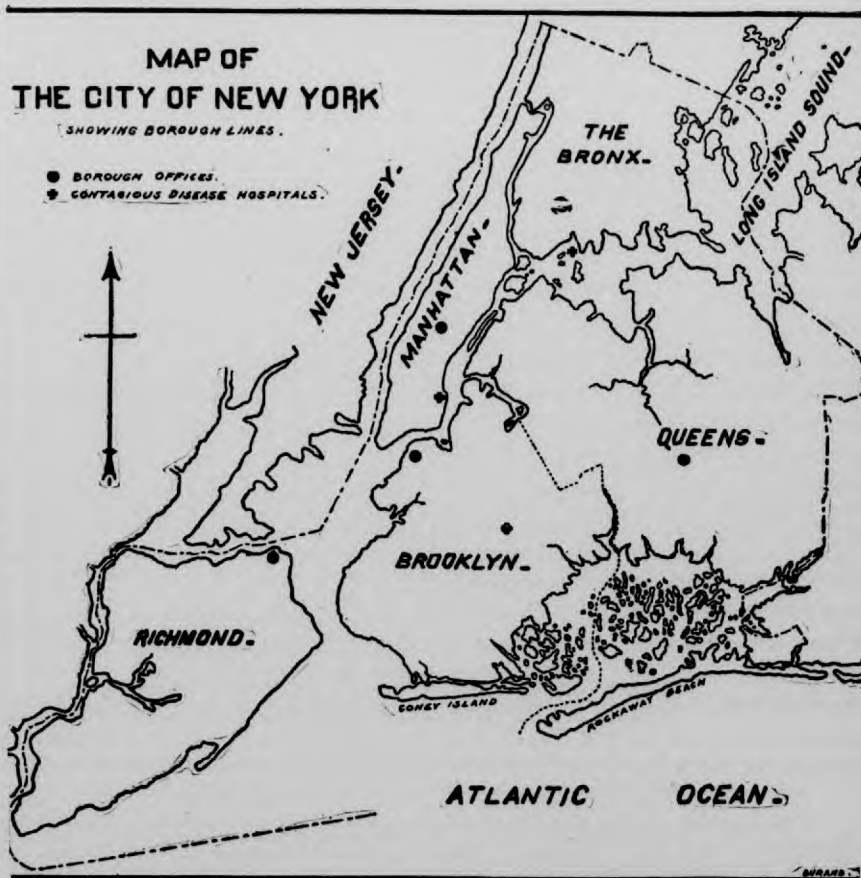 MAP OF
THE CITY OF NEW YORK
SHOWING BOROUGH LINES.
BOROUGH OFFICES.
CONTAGIOUS DISEASE HOSPITALS.
THE
BRONX-
LONG ISLAND SOUND-
NEW JERSEY-
MANHATTAN-
QUEENS-
BROOKLYN-
RICHMOND-
CONEY ISLAND
ROCKAWAY BEACH
ATLANTIC OCEAN-
DURAND.